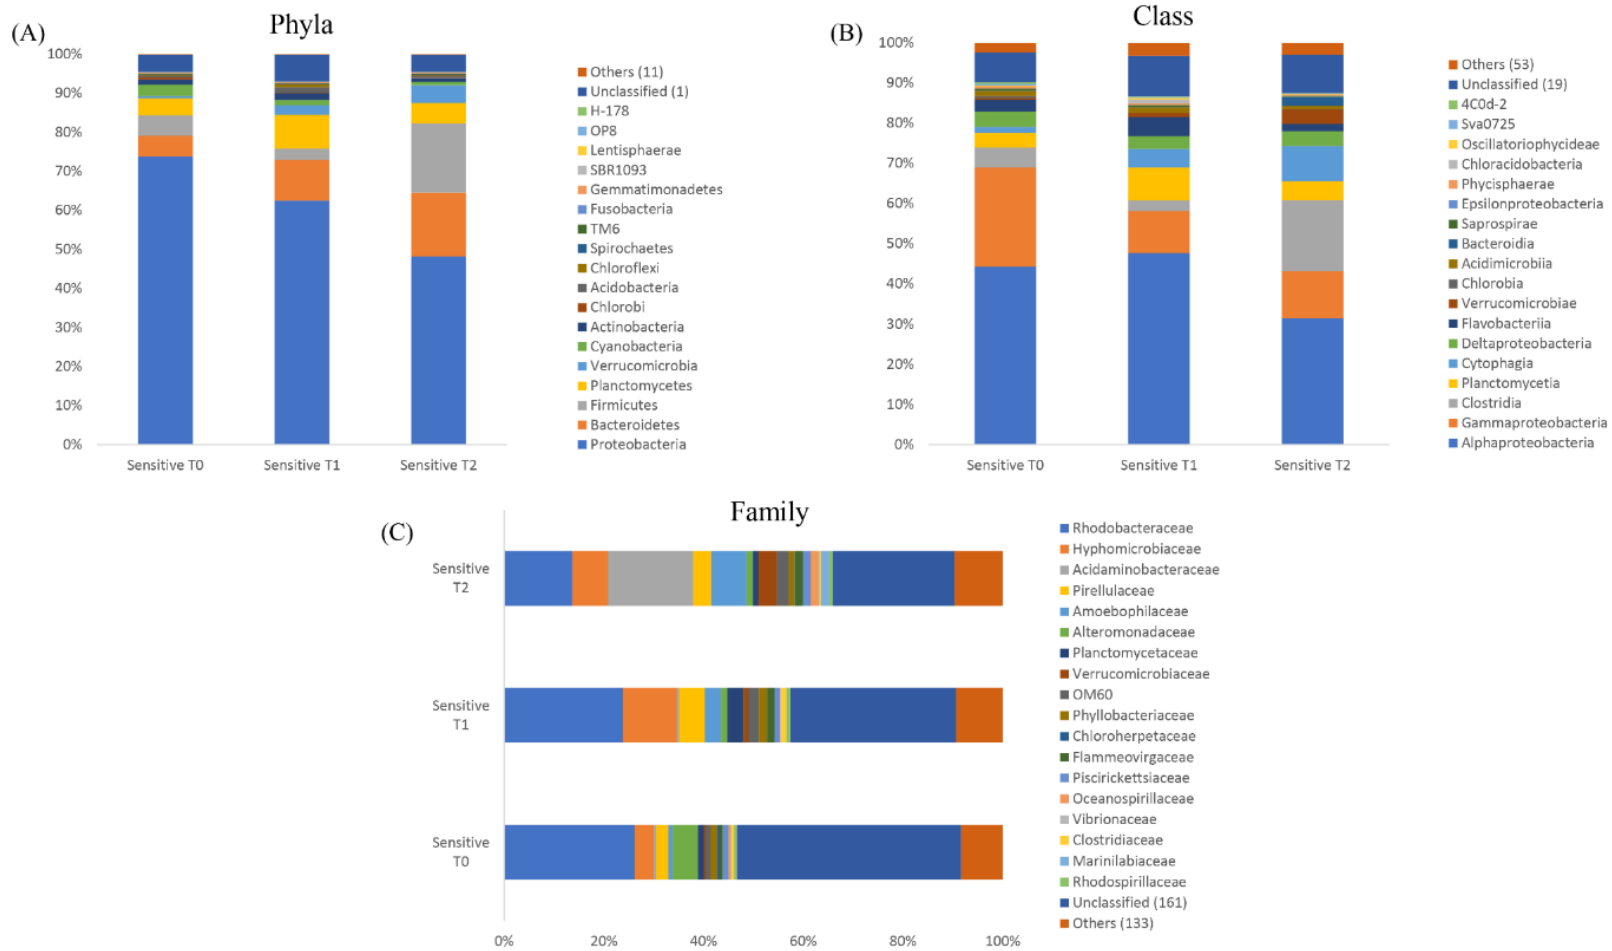 (A)
Phyla
100%
90%
80%
70%
60%
50%
40%
30%
20%
10%
0%
Sensitive T0
Sensitive T1
Sensitive T2
Others (11)
Unclassified (1)
H-178
OP8
Lentisphaerae
SBR1093
Gemmatimonadetes
Fusobacteria
TM6
Spirochaetes
Chloroflexi
Acidobacteria
Chlorobi
Actinobacteria
Cyanobacteria
Verrucomicrobia
Planctomycetes
Firmicutes
Bacteroidetes
Proteobacteria
(B)
Class
100%
90%
80%
70%
60%
50%
40%
30%
20%
10%
0%
Sensitive T0
Sensitive T1
Sensitive T2
Others (53)
Unclassified (19)
4C0d-2
Sva0725
Oscillatoriophycideae
Chloracidobacteria
Phycisphaerae
Epsilonproteobacteria
Saprospirae
Bacteroidia
Acidimicrobiia
Chlorobia
Verrucomicrobiae
Flavobacteriia
Deltaproteobacteria
Cytophagia
Planctomycetia
Clostridia
Gammaproteobacteria
Alphaproteobacteria
(C)
Family
Sensitive
T2
Sensitive
T1
Sensitive
T0
0%
20%
40%
60%
80%
100%
Rhodobacteraceae
Hyphomicrobiaceae
Acidaminobacteraceae
Pirellulaceae
Amoebophilaceae
Alteromonadaceae
Planctomycetaceae
Verrucomicrobiaceae
OM60
Phyllobacteriaceae
Chloroherpetaceae
Flammeovirgaceae
Piscirickettsiaceae
Oceanospirillaceae
Vibrionaceae
Clostridiaceae
Marinilabiaceae
Rhodospirillaceae
Unclassified (161)
Others (133)